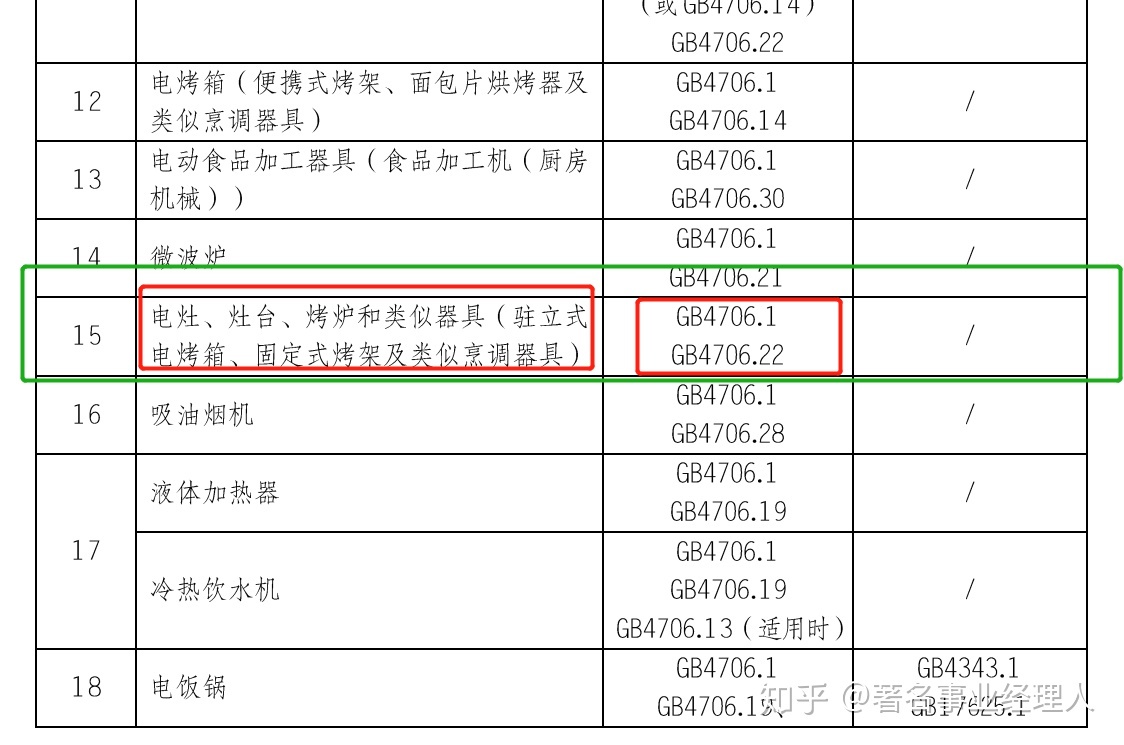 （或GB4706.14）
GB4706.22
12
电烤箱（便携式烤架、面包片烘烤器及
类似烹调器具）
GB4706.1
GB4706.14
/
13
电动食品加工器具（食品加工机（厨房
机械））
GB4706.1
GB4706.30
/
14
微波炉
GB4706.1
GB4706.21
/
15
电灶、灶台、烤炉和类似器具（驻立式
电烤箱、固定式烤架及类似烹调器具）
GB4706.1
GB4706.22
/
16
吸油烟机
GB4706.1
GB4706.28
/
17
液体加热器
GB4706.1
GB4706.19
/
冷热饮水机
GB4706.1
GB4706.19
GB4706.13（适用时）
/
18
电饭锅
GB4706.1
GB4706.19、
GB4343.1
GB17625.1
知乎 @著名事业经理人